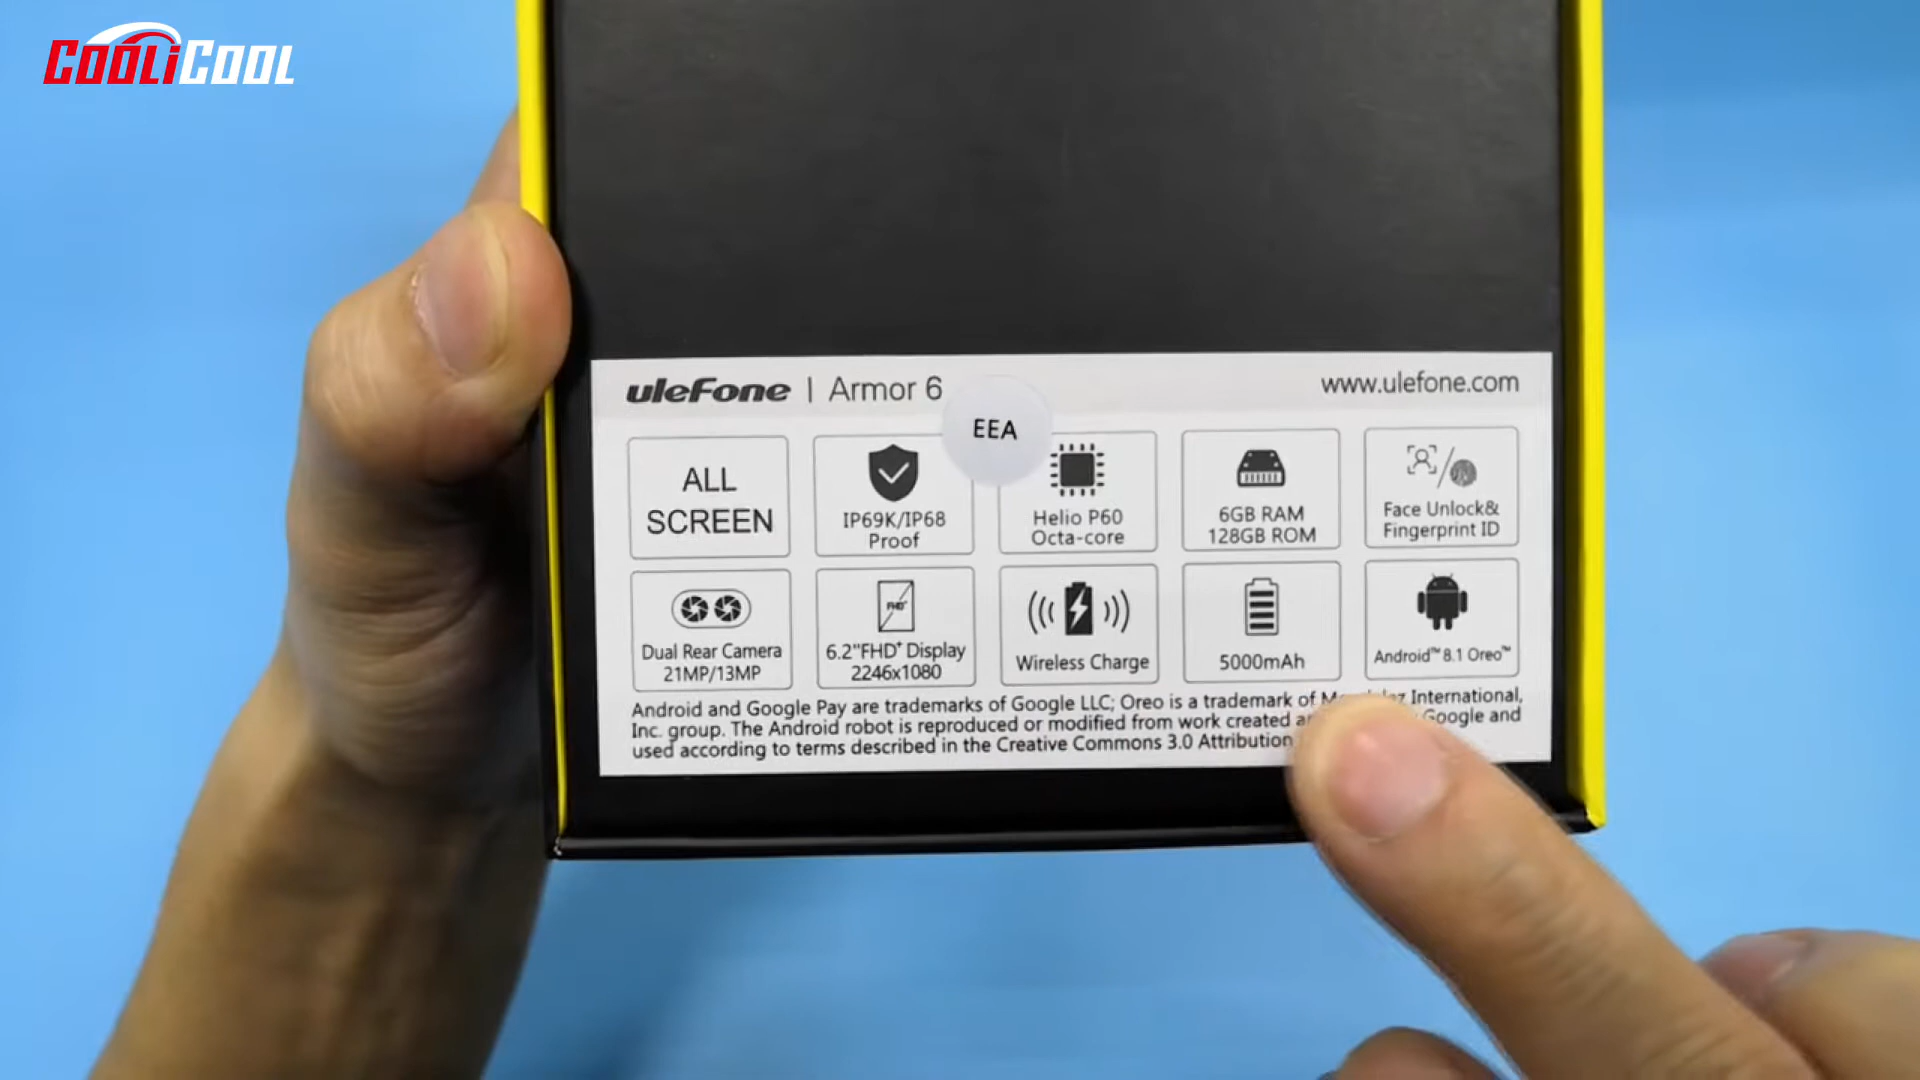 COOLiCOOL
uleFone | Armor 6
www.ulefone.com
EEA
ALL
SCREEN
IP69K/IP68
Proof
Helio P60
Octa-core
6GB RAM
128GB ROM
Face Unlock&
Fingerprint ID
Dual Rear Camera
21MP/13MP
FHD+
6.2"FHD+ Display
2246x1080
Wireless Charge
5000mAh
Android™ 8.1 Oreo™
Android and Google Pay are trademarks of Google LLC; Oreo is a trademark of International,
Inc. group. The Android robot is reproduced or modified from work created Google and
used according to terms described in the Creative Commons 3.0 Attribution